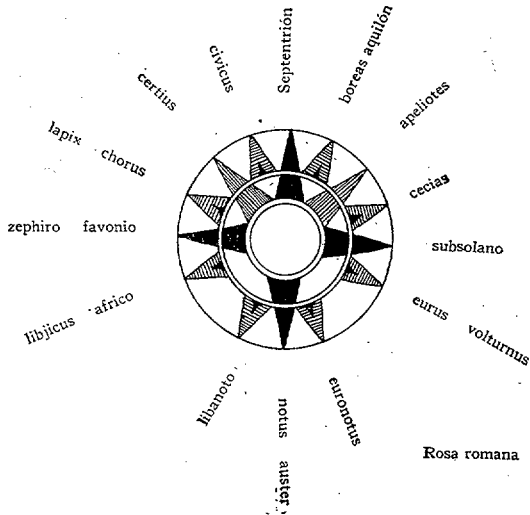 Septentrión
boreas aquilón
apeliotes
cecias
subsolano
eurus volturnus
euronotus
notus auster
libanoto
libjicus africo
zephiro favonio
lapix chorus
certius
civicus
Rosa romana